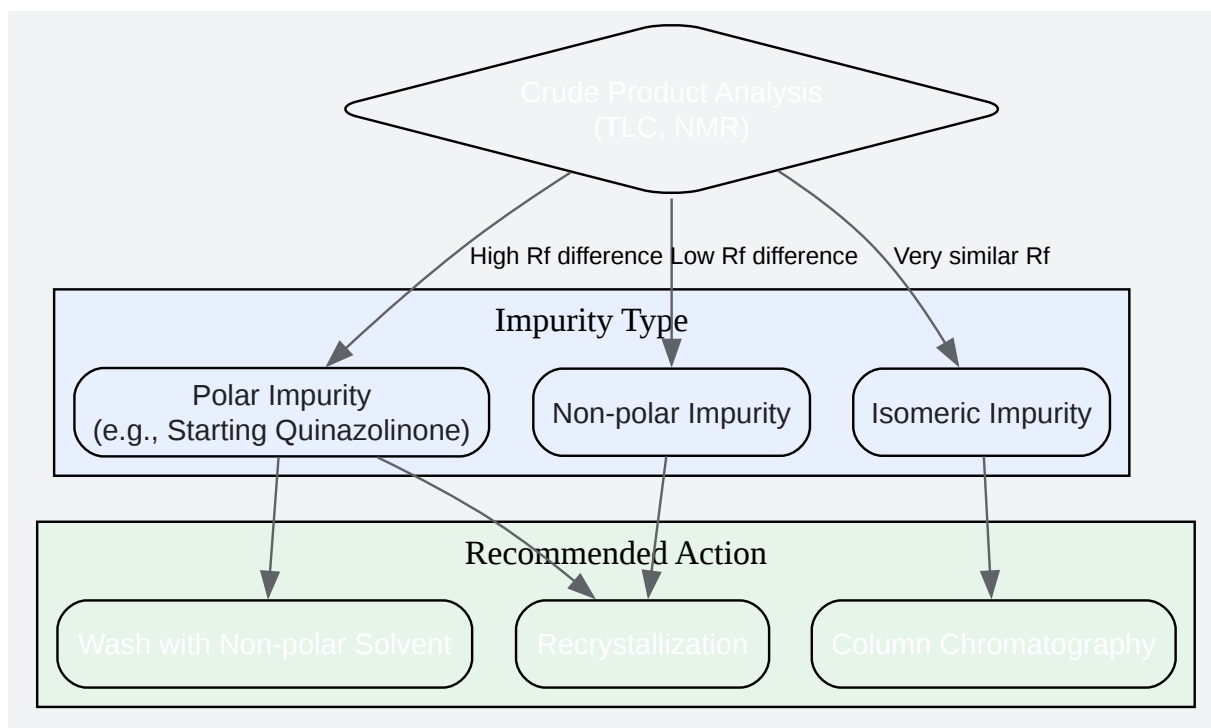 Crude Product Analysis
(TLC, NMR)
High Rf difference
Low Rf difference
Very similar Rf
Impurity Type
Polar Impurity
(e.g., Starting Quinazolinone)
Non-polar Impurity
Isomeric Impurity
Recommended Action
Wash with Non-polar Solvent
Recrystallization
Column Chromatography